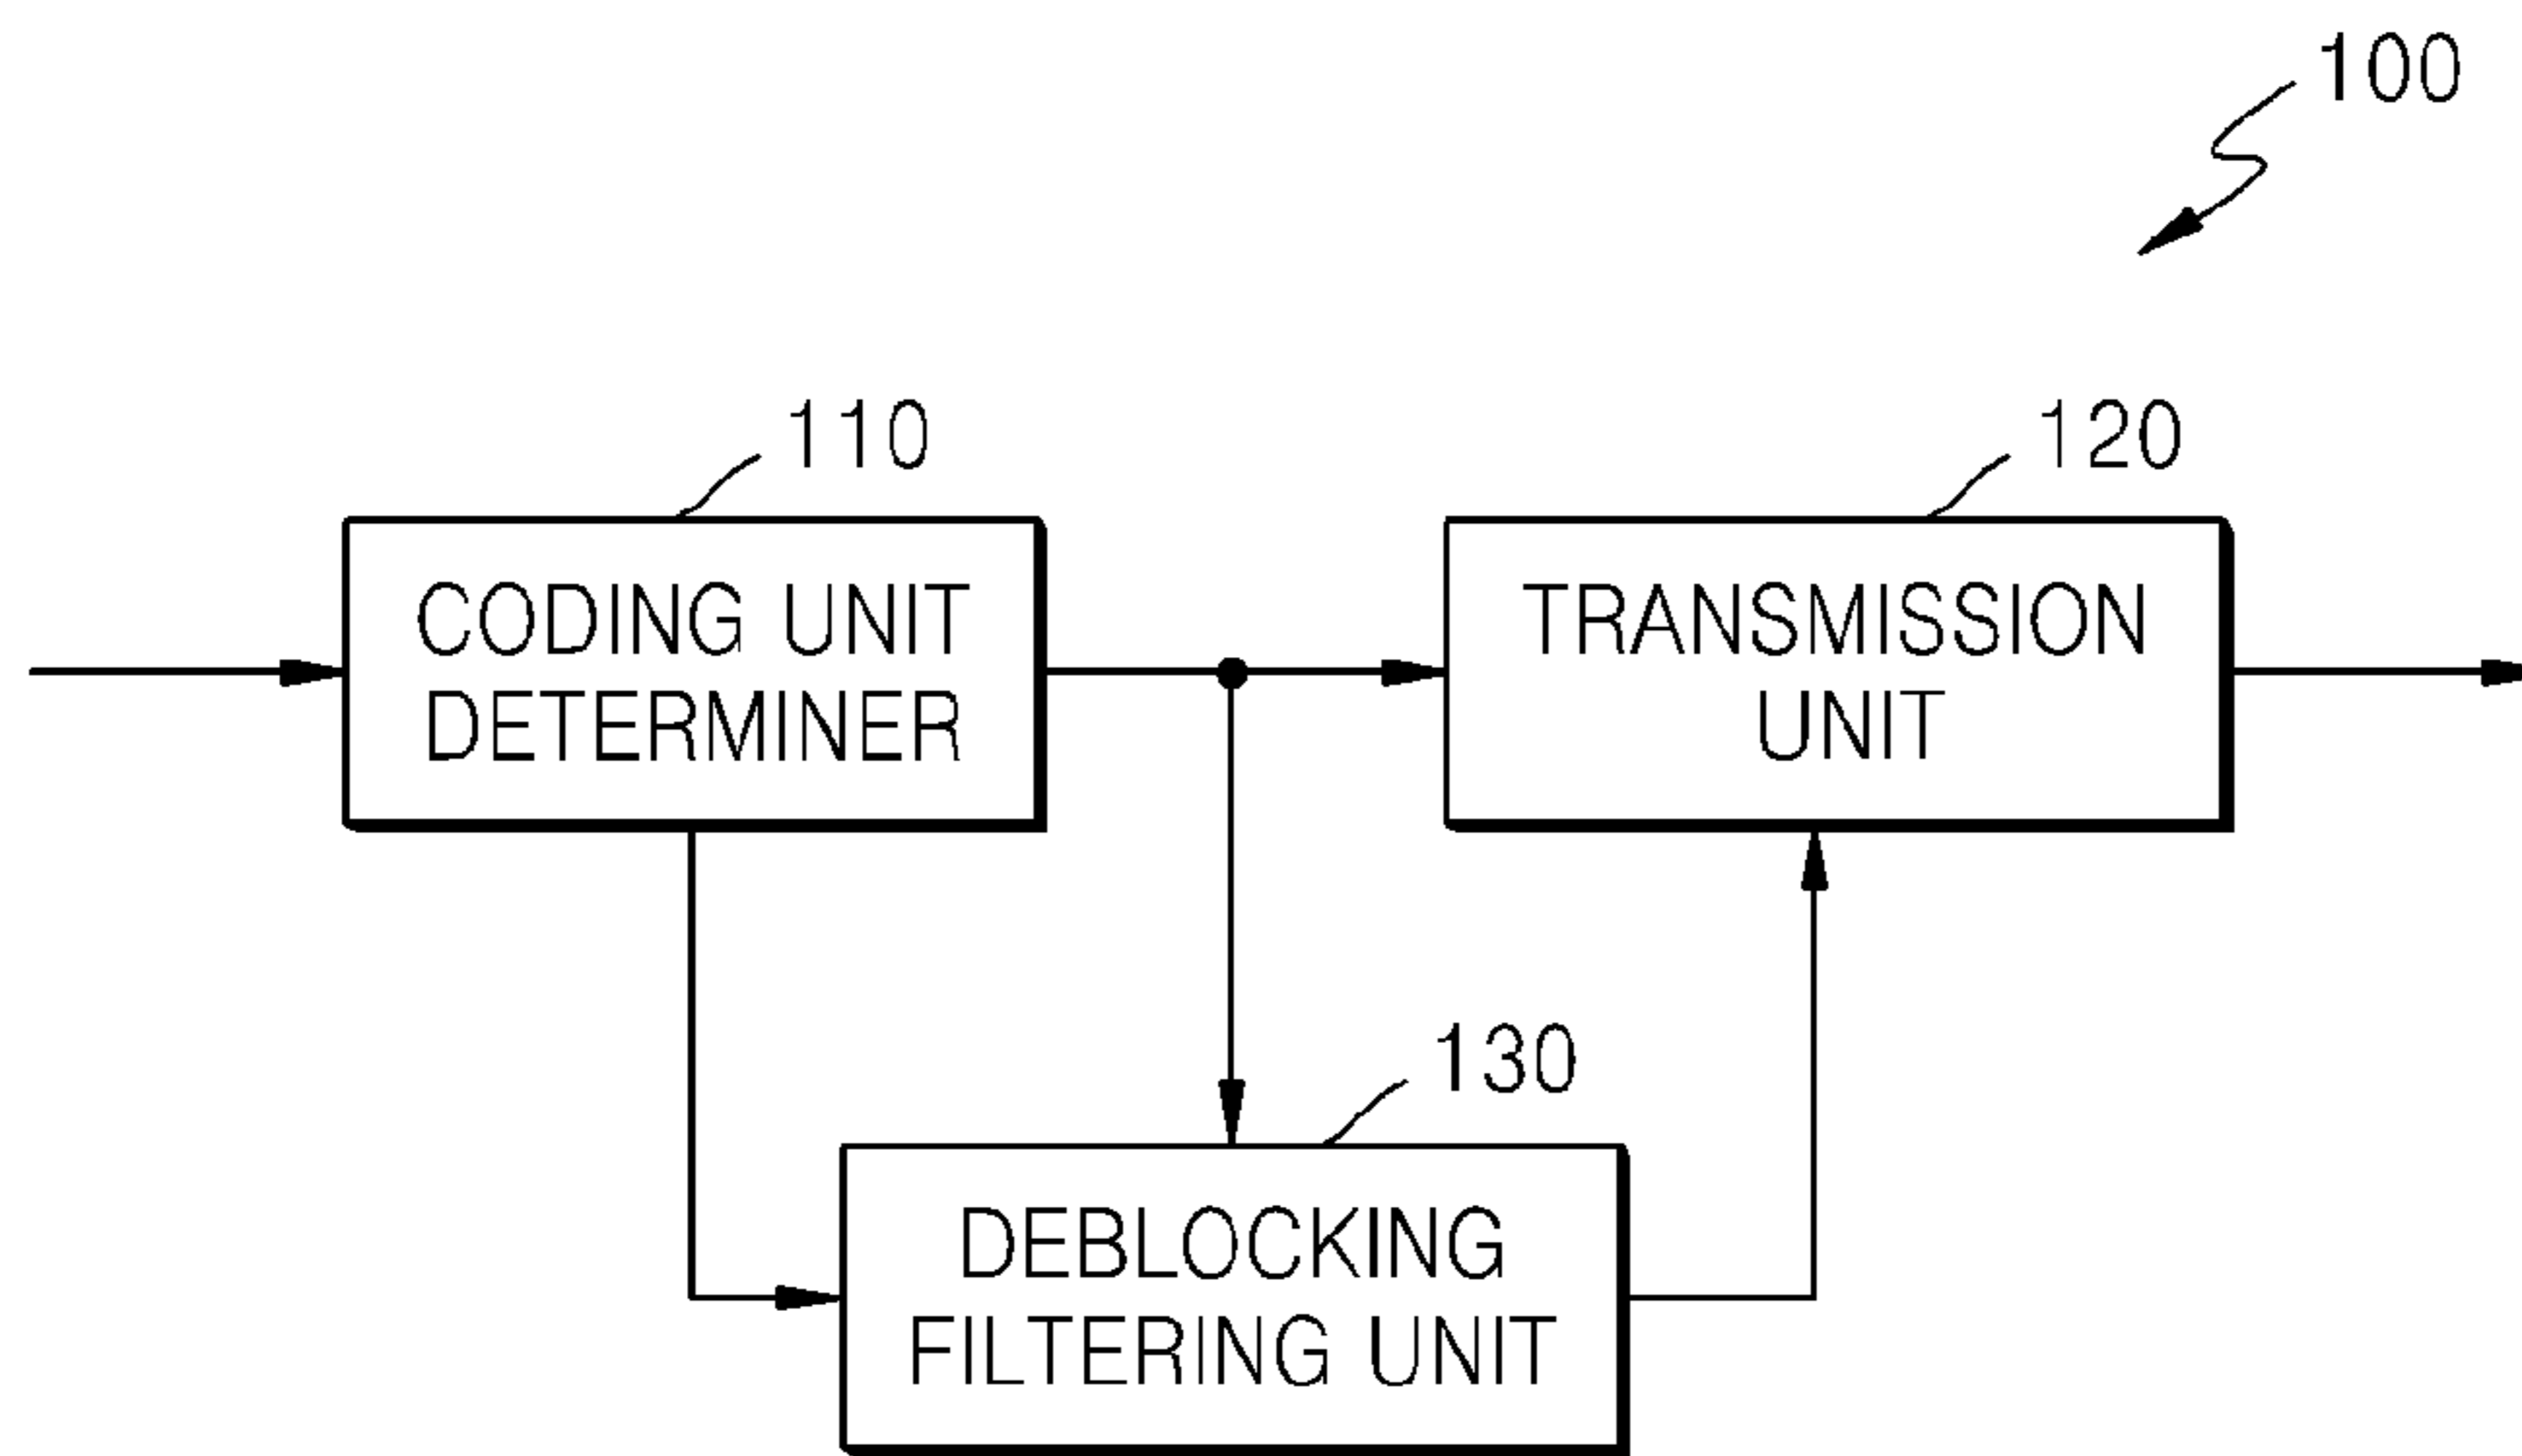 100
110
120
CODING UNIT
DETERMINER
TRANSMISSION
UNIT
130
DEBLOCKING
FILTERING UNIT